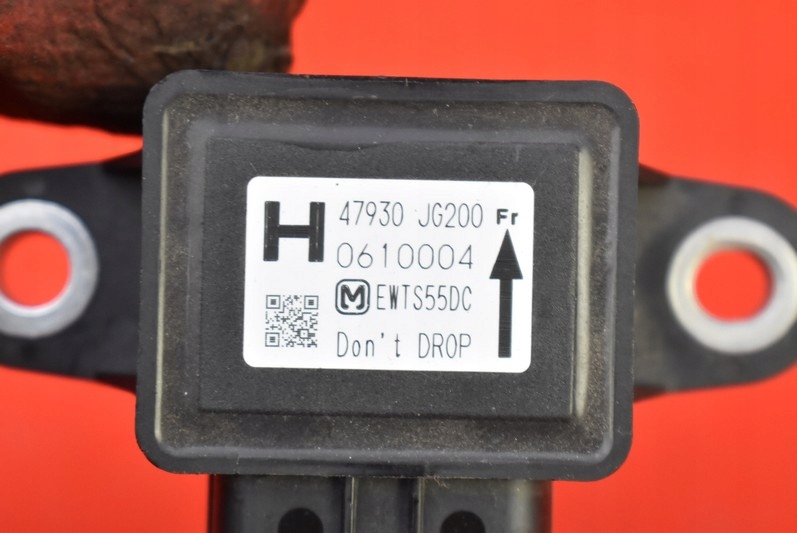 H 47930 JG200 Fr
0610004
M EWTS55DC
Don't DROP